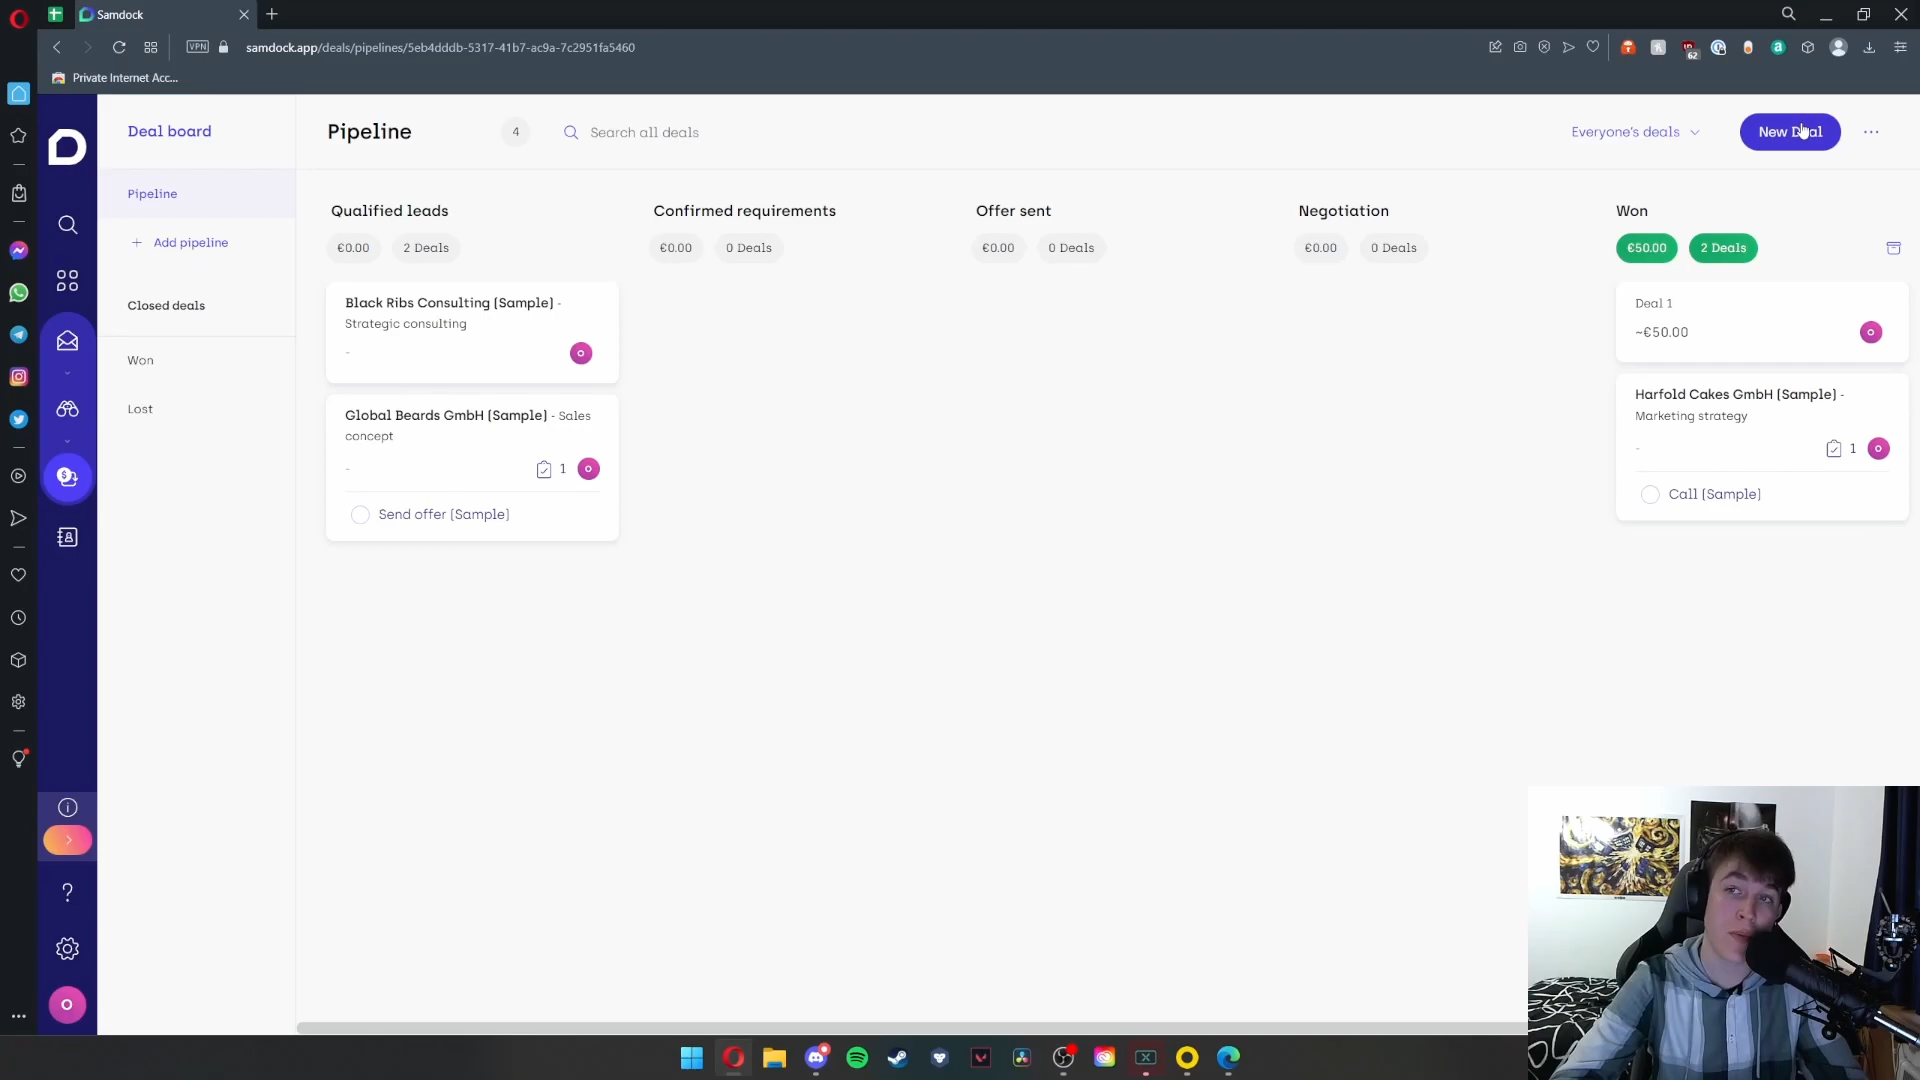 Samdock
VPN
samdock.app/deals/pipelines/5eb4dddb-5317-41b7-ac9a-7c2951fa5460
62
a
Private Internet Acc...
Deal board
Pipeline
4
Search all deals
Everyone's deals
New Deal
Pipeline
+ Add pipeline
Closed deals
Won
Lost
Qualified leads
€0.00
2 Deals
Black Ribs Consulting (Sample) -
Strategic consulting
-
O
Global Beards GmbH (Sample) - Sales
concept
-
1
O
Send offer (Sample)
Confirmed requirements
€0.00
0 Deals
Offer sent
€0.00
0 Deals
Negotiation
€0.00
0 Deals
Won
€50.00
2 Deals
Deal 1
~€50.00
O
Harfold Cakes GmbH (Sample) -
Marketing strategy
-
1
O
Call (Sample)
?
O